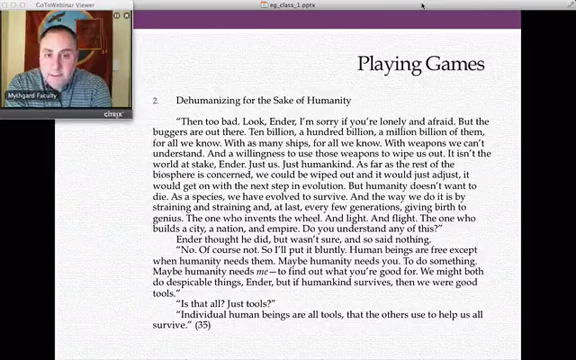 GoToWebinar Viewer
eg_class_1.pptx
Mythgard Faculty
CITRIX
Playing Games
2. Dehumanizing for the Sake of Humanity
"Then too bad. Look, Ender, I'm sorry if you're lonely and afraid. But the
buggers are out there. Ten billion, a hundred billion, a million billion of them,
for all we know. With as many ships, for all we know. With weapons we can't
understand. And a willingness to use those weapons to wipe us out. It isn't the
world at stake, Ender. Just us. Just humankind. As far as the rest of the
biosphere is concerned, we could be wiped out and it would just adjust, it
would get on with the next step in evolution. But humanity doesn't want to
die. As a species, we have evolved to survive. And the way we do it is by
straining and straining and, at last, every few generations, giving birth to
genius. The one who invents the wheel. And light. And flight. The one who
builds a city, a nation, and empire. Do you understand any of this?"
Ender thought he did, but wasn't sure, and so said nothing.
"No. Of course not. So I'll put it bluntly. Human beings are free except
when humanity needs them. Maybe humanity needs you. To do something.
Maybe humanity needs me—to find out what you're good for. We might both
do despicable things, Ender, but if humankind survives, then we were good
tools."
"Is that all? Just tools?"
"Individual human beings are all tools, that the others use to help us all
survive." (35)